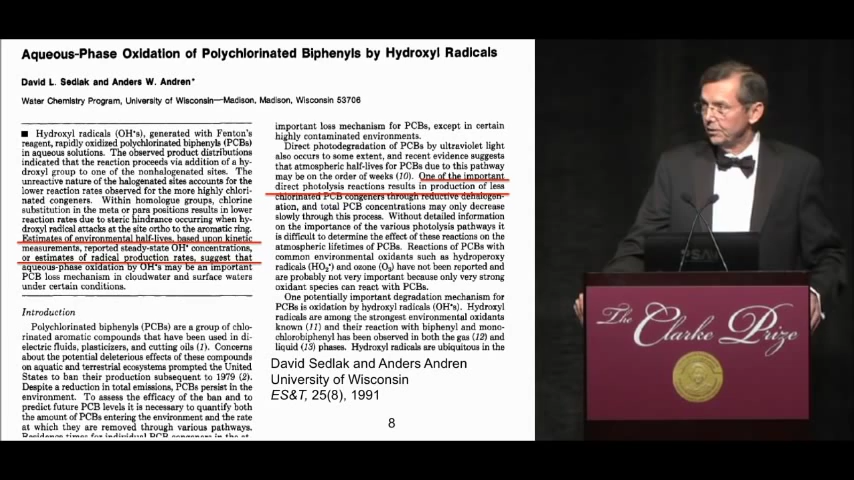 Aqueous-Phase Oxidation of Polychlorinated Biphenyls by Hydroxyl Radicals
David L. Sedlak and Anders W. Andren*
Water Chemistry Program, University of Wisconsin—Madison, Madison, Wisconsin 53706
■ Hydroxyl radicals (OH•s), generated with Fenton's
reagent, rapidly oxidized polychlorinated biphenyls (PCBs)
in aqueous solutions. The observed product distributions
indicated that the reaction proceeds via addition of a hy-
droxyl group to one of the nonhalogenated sites. The
unreactive nature of the halogenated sites accounts for the
lower reaction rates observed for the more highly chlori-
nated congeners. Within homologue groups, chlorine
substitution in the meta or para positions results in lower
reaction rates due to steric hindrance occurring when hy-
droxyl radical attacks at the site ortho to the aromatic ring.
Estimates of environmental half-lives, based upon kinetic
measurements, reported steady-state OH• concentrations,
or estimates of radical production rates, suggest that
aqueous-phase oxidation by OH•s may be an important
PCB loss mechanism in cloudwater and surface waters
under certain conditions.
Introduction
Polychlorinated biphenyls (PCBs) are a group of chlo-
rinated aromatic compounds that have been used in di-
electric fluids, plasticizers, and cutting oils (1). Concerns
about the potential deleterious effects of these compounds
on aquatic and terrestrial ecosystems prompted the United
States to ban their production subsequent to 1979 (2).
Despite a reduction in total emissions, PCBs persist in the
environment. To assess the efficacy of the ban and to
predict future PCB levels it is necessary to quantify both
the amount of PCBs entering the environment and the rate
at which they are removed through various pathways.
Residence times for individual PCB congeners in the at-
important loss mechanism for PCBs, except in certain
highly contaminated environments.
Direct photodegradation of PCBs by ultraviolet light
also occurs to some extent, and recent evidence suggests
that atmospheric half-lives for PCBs due to this pathway
may be on the order of weeks (10). One of the important
direct photolysis reactions results in production of less
chlorinated PCB congeners through reductive dehalogen-
ation, and total PCB concentrations may only decrease
slowly through this process. Without detailed information
on the importance of the various photolysis pathways it
is difficult to determine the effect of these reactions on the
atmospheric lifetimes of PCBs. Reactions of PCBs with
common environmental oxidants such as hydroperoxy
radicals (HO₂•) and ozone (O₃) have not been reported and
are probably not very important because only very strong
oxidant species can react with PCBs.
One potentially important degradation mechanism for
PCBs is oxidation by hydroxyl radicals (OH•s). Hydroxyl
radicals are among the strongest environmental oxidants
known (11) and their reaction with biphenyl and mono-
chlorobiphenyl has been observed in both the gas (12) and
liquid (13) phases. Hydroxyl radicals are ubiquitous in the
David Sedlak and Anders Andren
University of Wisconsin
ES&T, 25(8), 1991
8
The Clarke Prize